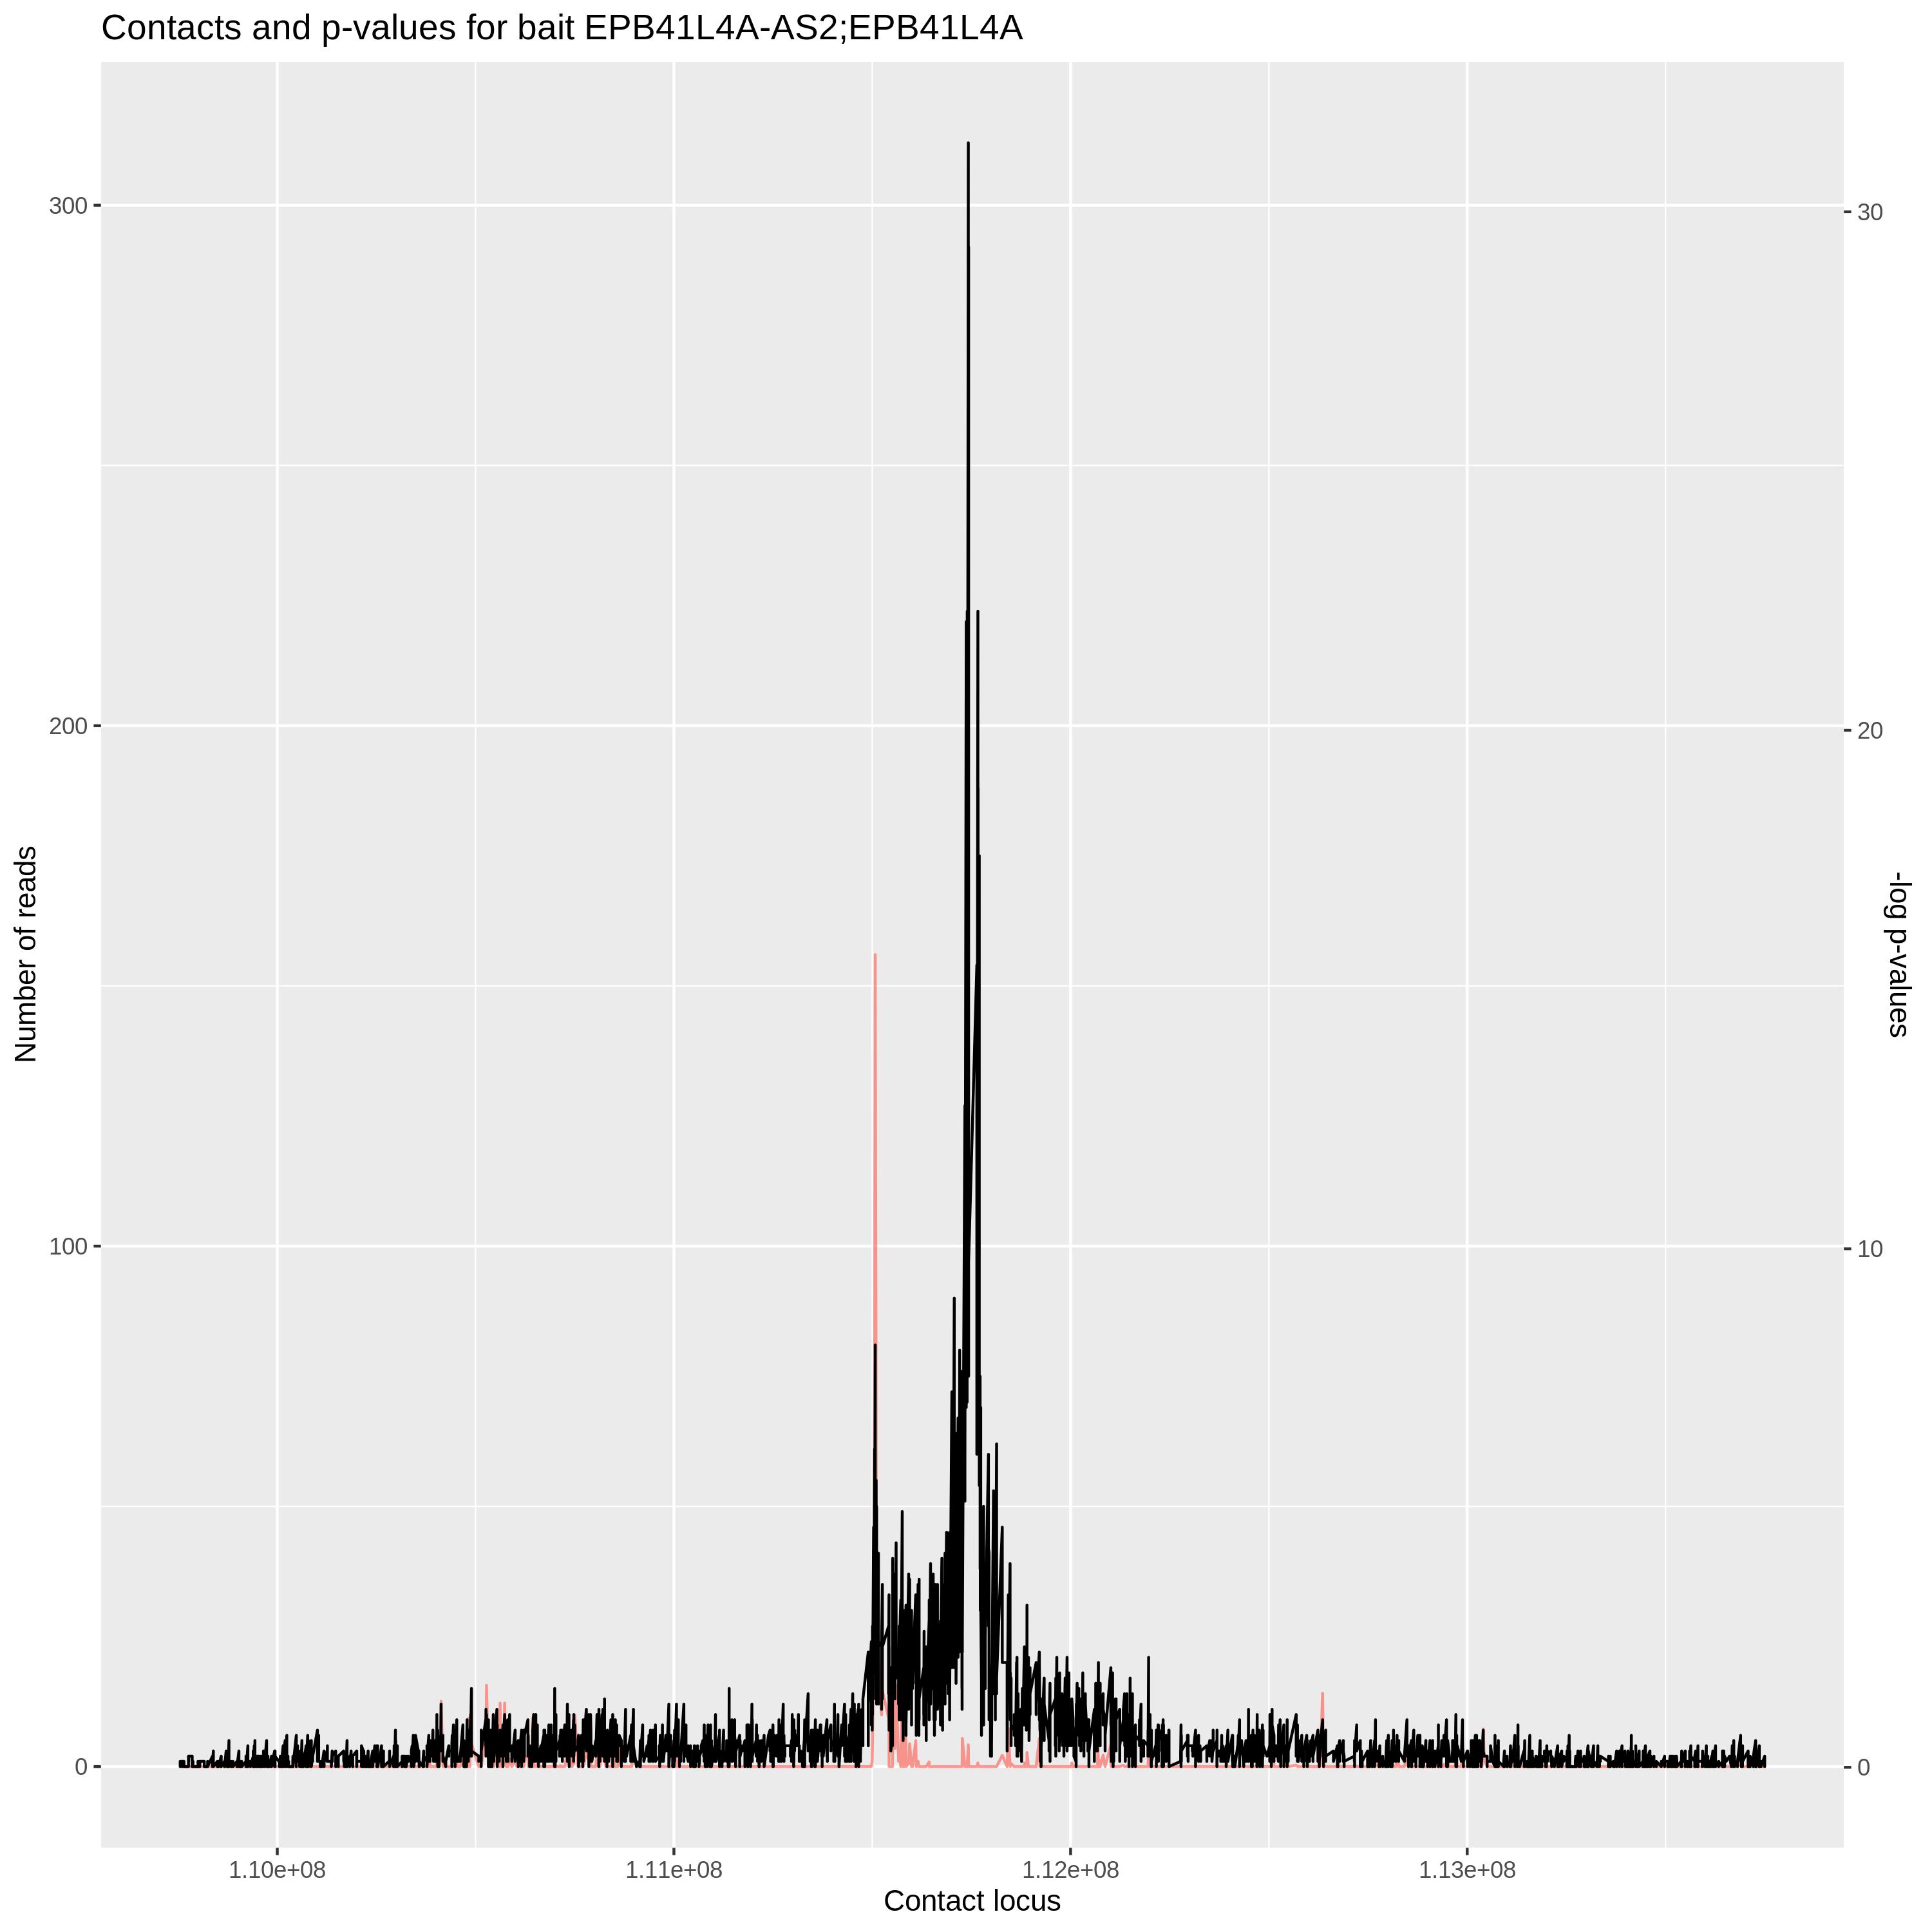 Contacts and p-values for bait EPB41L4A-AS2;EPB41L4A
Number of reads
300
200
100
0
30
20
10
0
-log p-values
1.10e+08
1.11e+08
1.12e+08
1.13e+08
Contact locus